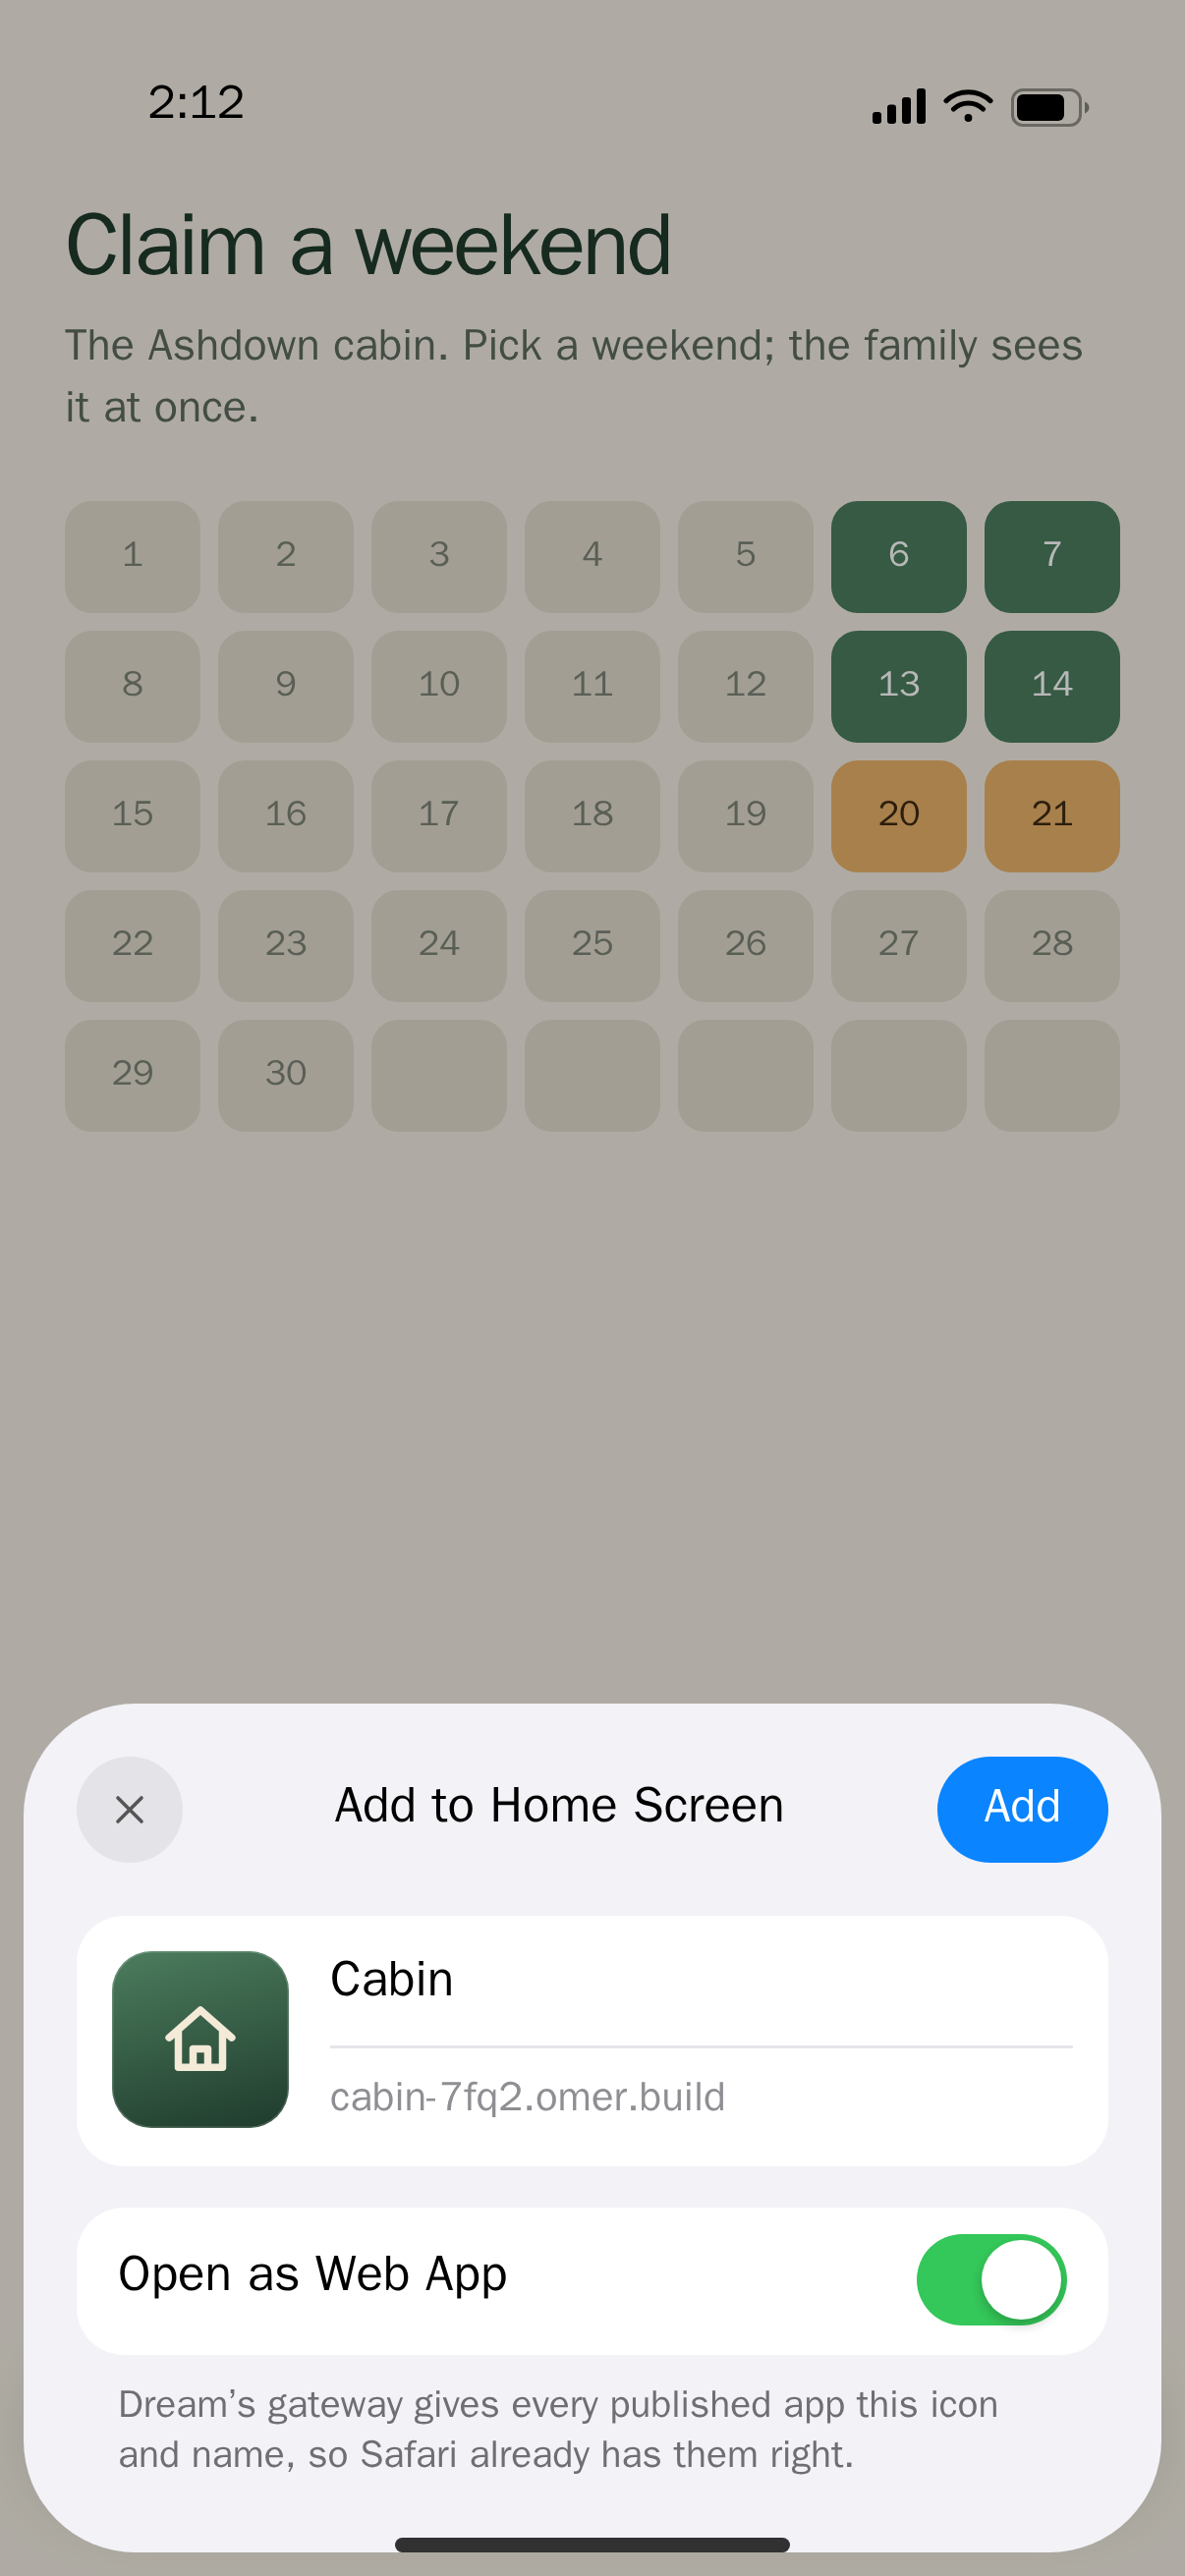 2:12
Claim a weekend
The Ashdown cabin. Pick a weekend; the family sees
it at once.
1 2 3 4 5 6 7
8 9 10 11 12 13 14
15 16 17 18 19 20 21
22 23 24 25 26 27 28
29 30
Add to Home Screen
Add
Cabin
cabin-7fq2.omer.build
Open as Web App
Dream’s gateway gives every published app this icon
and name, so Safari already has them right.